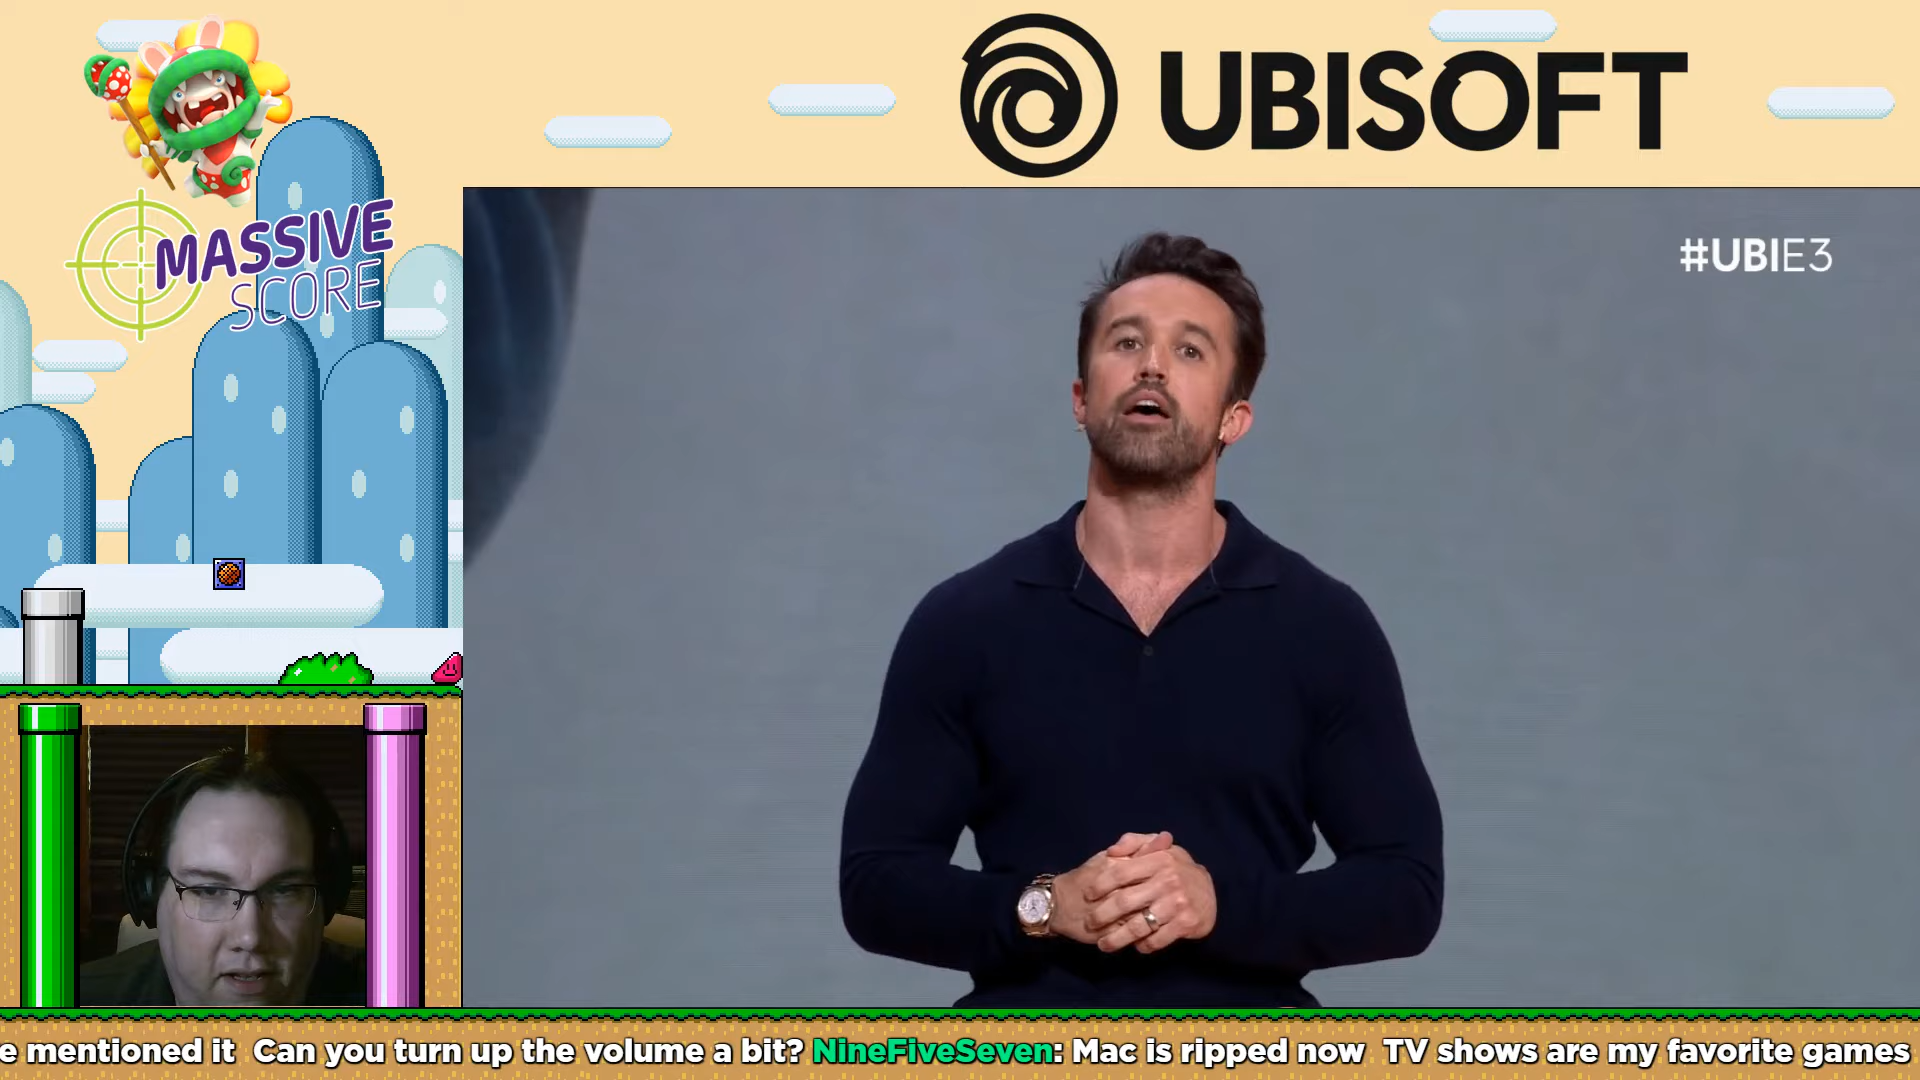 UBISOFT
MASSIVE
SCORE
#UBIE3
e mentioned it Can you turn up the volume a bit? NineFiveSeven: Mac is ripped now TV shows are my favorite games